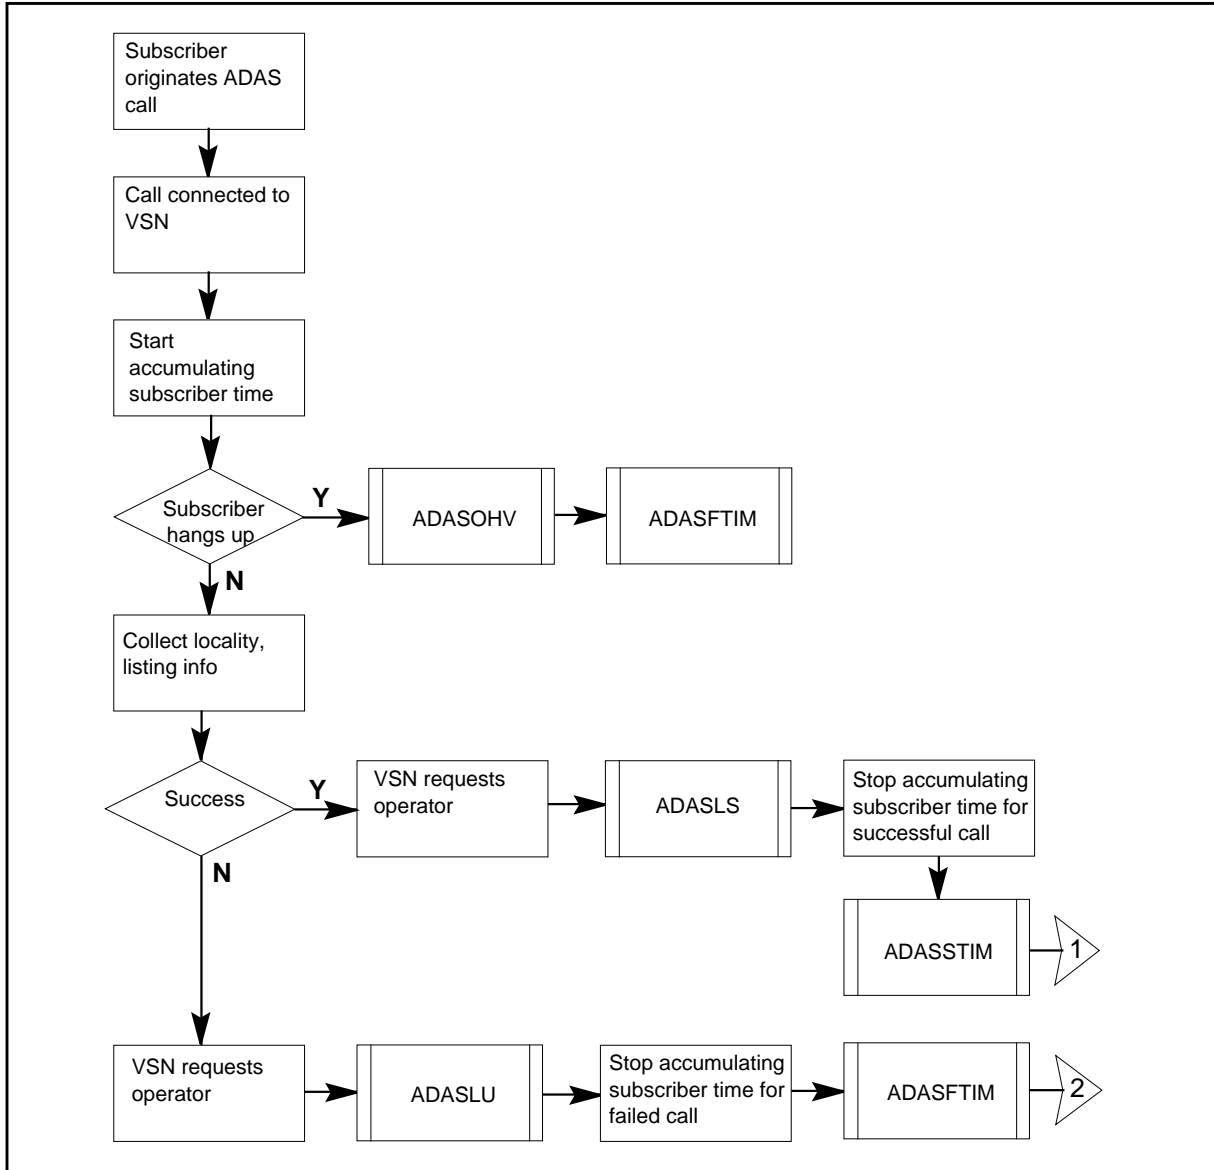 Subscriber
originates ADAS
call
Call connected to
VSN
Start
accumulating
subscriber time
Subscriber
hangs up
Y
ADASOHV
ADASFTIM
N
Collect locality,
listing info
Success
Y
VSN requests
operator
ADASLS
Stop accumulating
subscriber time for
successful call
N
ADASSTIM
1
VSN requests
operator
ADASLU
Stop accumulating
subscriber time for
failed call
ADASFTIM
2